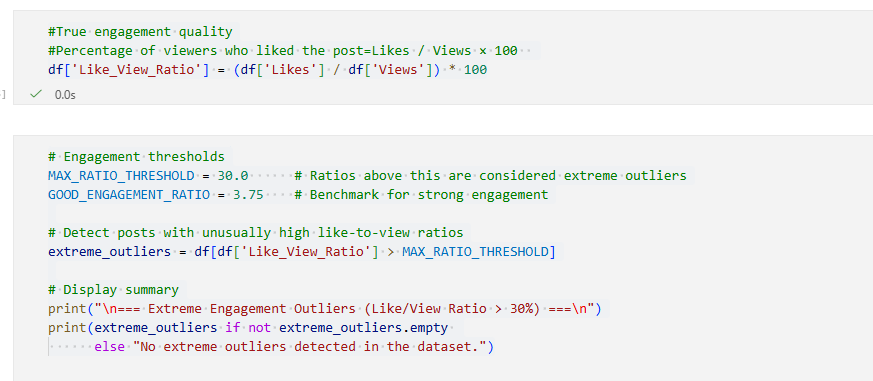 #True engagement quality
#Percentage of viewers who liked the post=Likes / Views × 100
df['Like_View_Ratio'] = (df['Likes'] / df['Views']) * 100
] ✓ 0.0s
# Engagement thresholds
MAX_RATIO_THRESHOLD = 30.0      # Ratios above this are considered extreme outliers
GOOD_ENGAGEMENT_RATIO = 3.75    # Benchmark for strong engagement
# Detect posts with unusually high like-to-view ratios
extreme_outliers = df[df['Like_View_Ratio'] > MAX_RATIO_THRESHOLD]
# Display summary
print("\n=== Extreme Engagement Outliers (Like/View Ratio > 30%) ===\n")
print(extreme_outliers if not extreme_outliers.empty
      else "No extreme outliers detected in the dataset.")